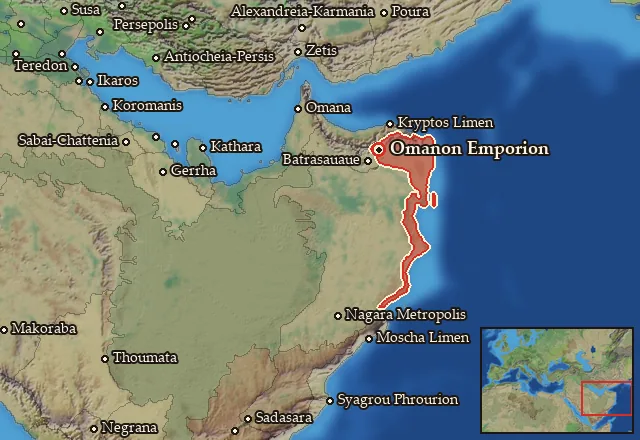 Susa
Alexandreia-Karmania
Poura
Persepolis
Antiocheia-Persis
Zetis
Teredon
Ikaros
Koromanis
Omana
Kryptos Limen
Sabai-Chattenia
Kathara
Omanon Emporion
Batrasauaue
Gerrha
Nagara Metropolis
Makoraba
Moscha Limen
Thoumata
Syagrou Phrourion
Sadasara
Negrana